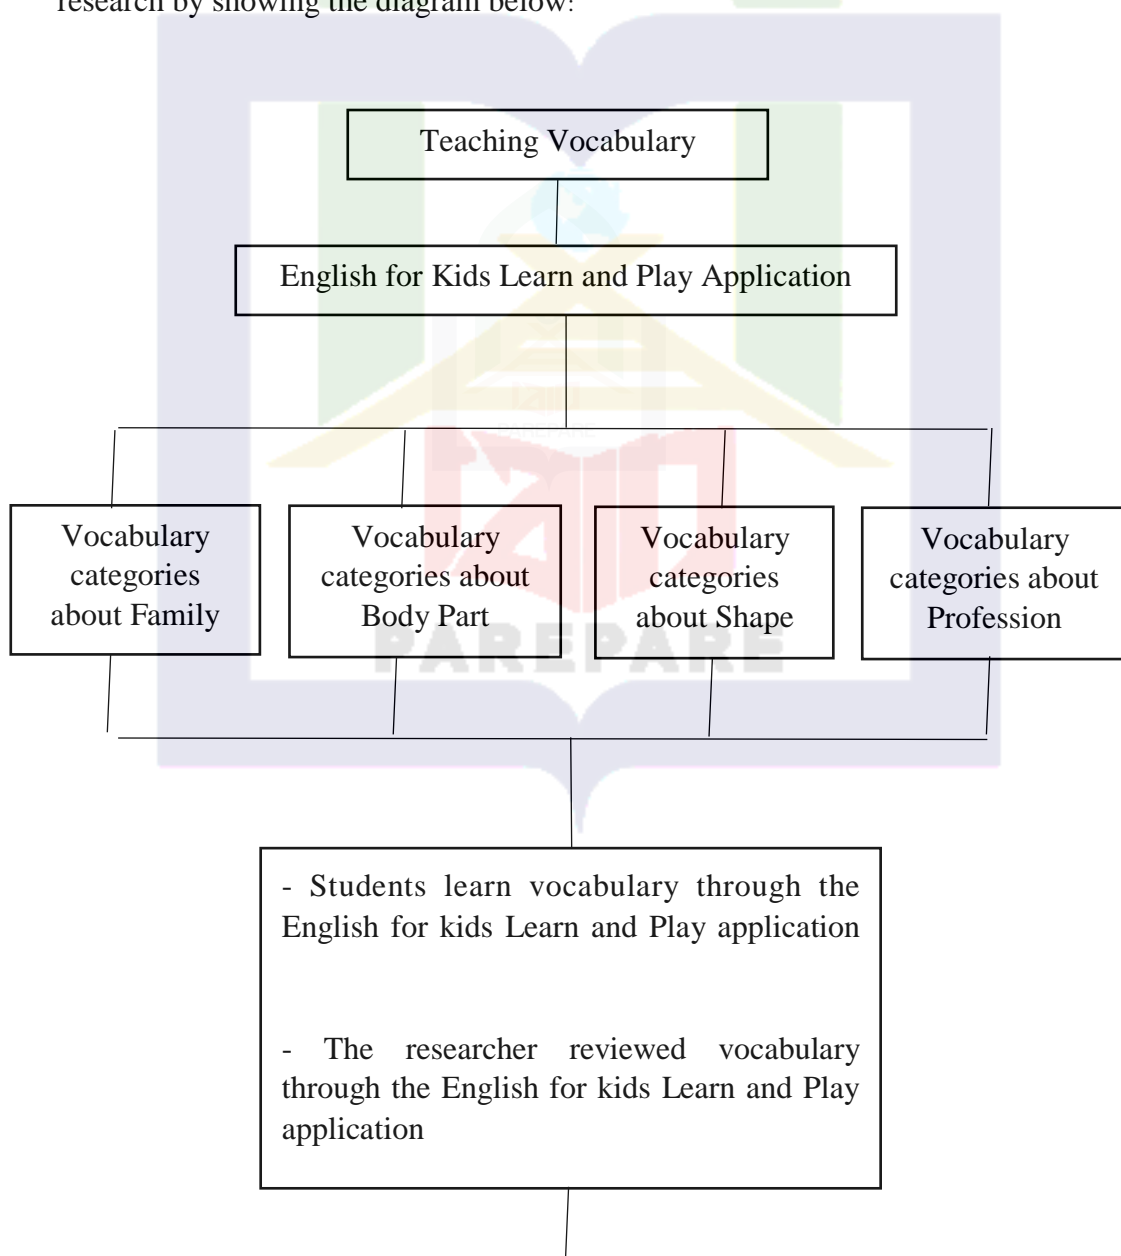 research by showing the diagram below:
Teaching Vocabulary
English for Kids Learn and Play Application
PAREPARE
Vocabulary
categories
about Family
Vocabulary
categories about
Body Part
Vocabulary
categories
about Shape
Vocabulary
categories about
Profession
PAREPARE
- Students learn vocabulary through the
English for kids Learn and Play application
- The researcher reviewed vocabulary
through the English for kids Learn and Play
application